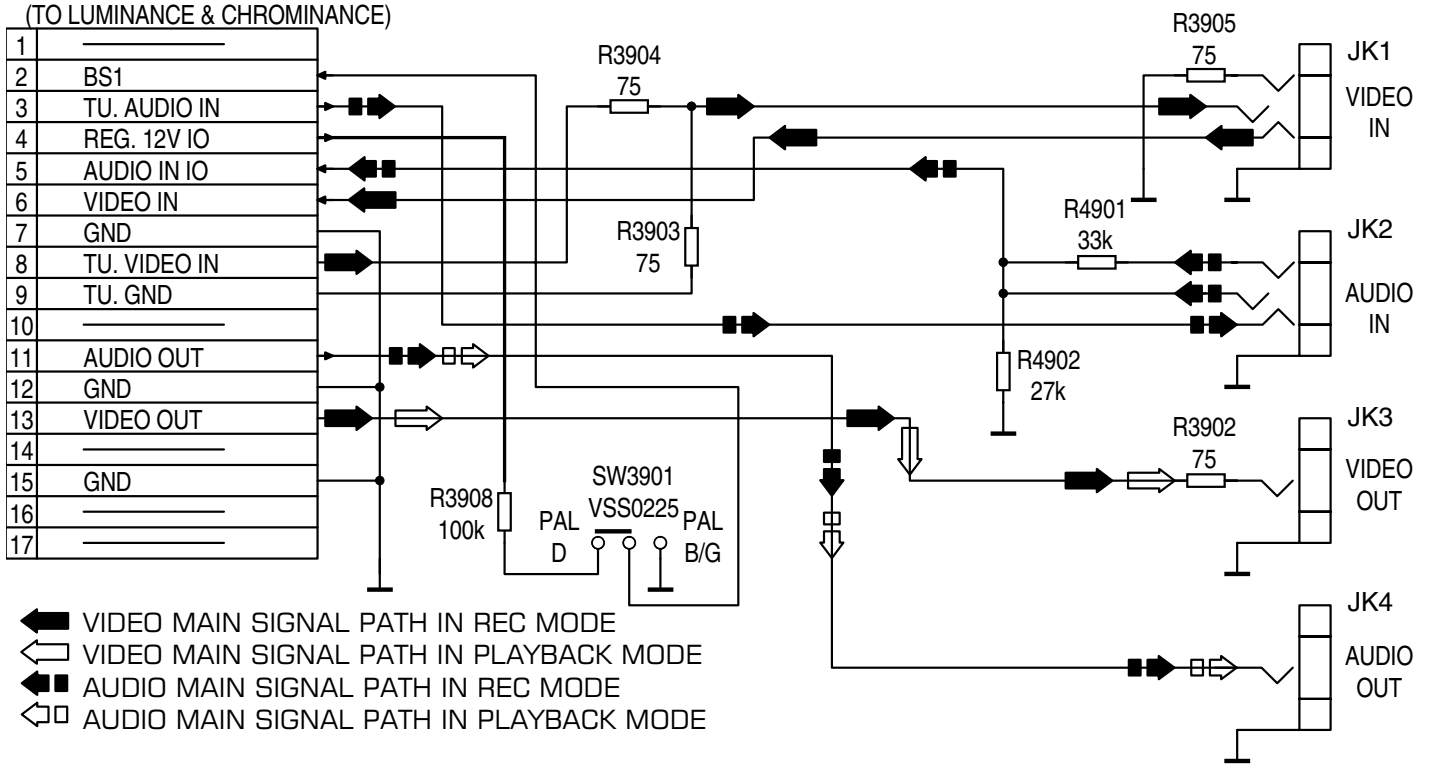 (TO LUMINANCE & CHROMINANCE)
1
2 BS1
3 TU. AUDIO IN
4 REG. 12V IO
5 AUDIO IN IO
6 VIDEO IN
7 GND
8 TU. VIDEO IN
9 TU. GND
10
11 AUDIO OUT
12 GND
13 VIDEO OUT
14
15 GND
16
17
R3904
75
R3903
75
R3905
75
JK1
VIDEO
IN
R4901
33k
JK2
AUDIO
IN
R4902
27k
R3902
75
JK3
VIDEO
OUT
R3908
100k
SW3901
VSS0225
PAL
D
PAL
B/G
JK4
AUDIO
OUT
VIDEO MAIN SIGNAL PATH IN REC MODE
VIDEO MAIN SIGNAL PATH IN PLAYBACK MODE
AUDIO MAIN SIGNAL PATH IN REC MODE
AUDIO MAIN SIGNAL PATH IN PLAYBACK MODE